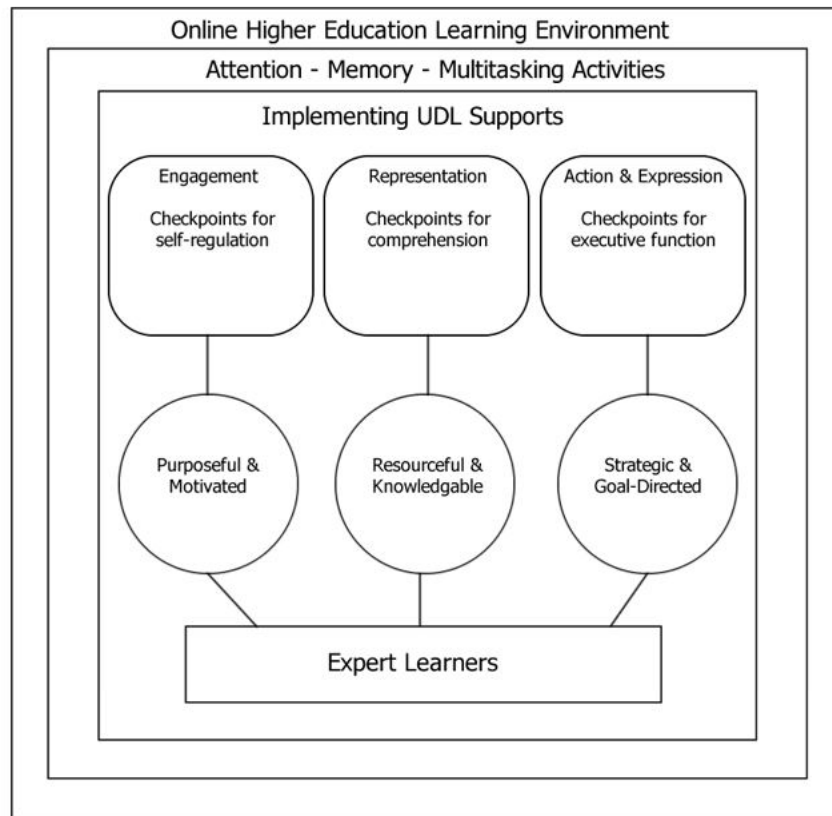 Online Higher Education Learning Environment
Attention - Memory - Multitasking Activities
Implementing UDL Supports
Engagement
Checkpoints for
self-regulation
Representation
Checkpoints for
comprehension
Action & Expression
Checkpoints for
executive function
Purposeful &
Motivated
Resourceful &
Knowledgable
Strategic &
Goal-Directed
Expert Learners